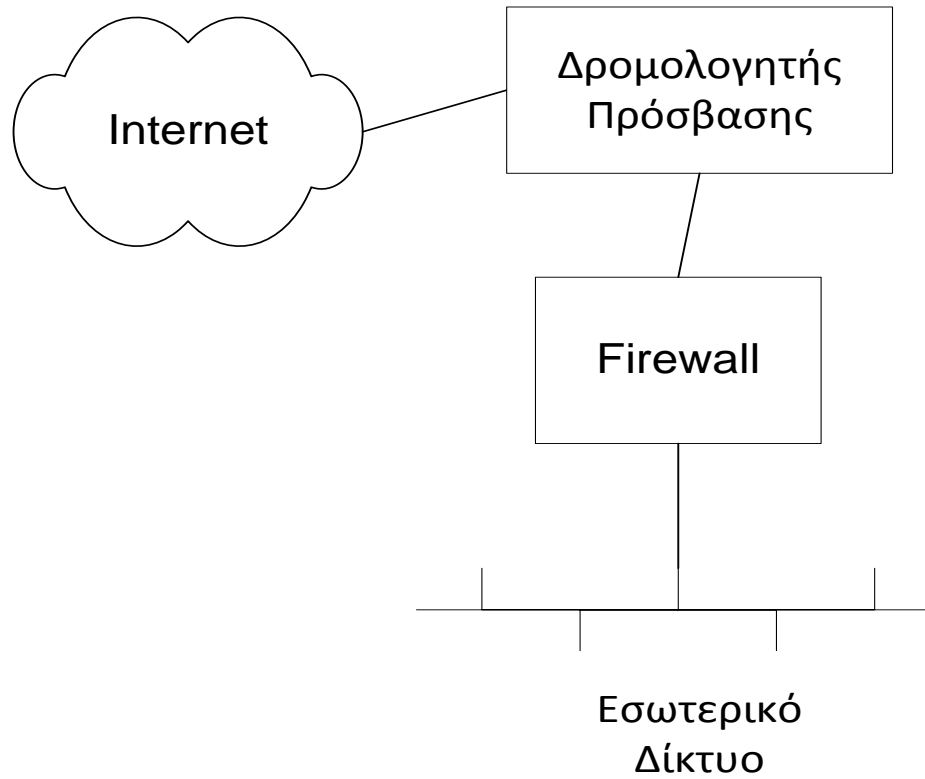 Internet
Δρομολογητής
Πρόσβασης
Firewall
Εσωτερικό
Δίκτυο